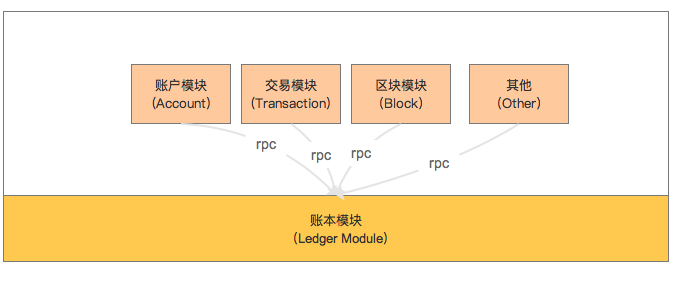 账户模块
（Account）
交易模块
（Transaction）
区块模块
（Block）
其他
（Other）
rpc
rpc
rpc
rpc
账本模块
（Ledger Module）